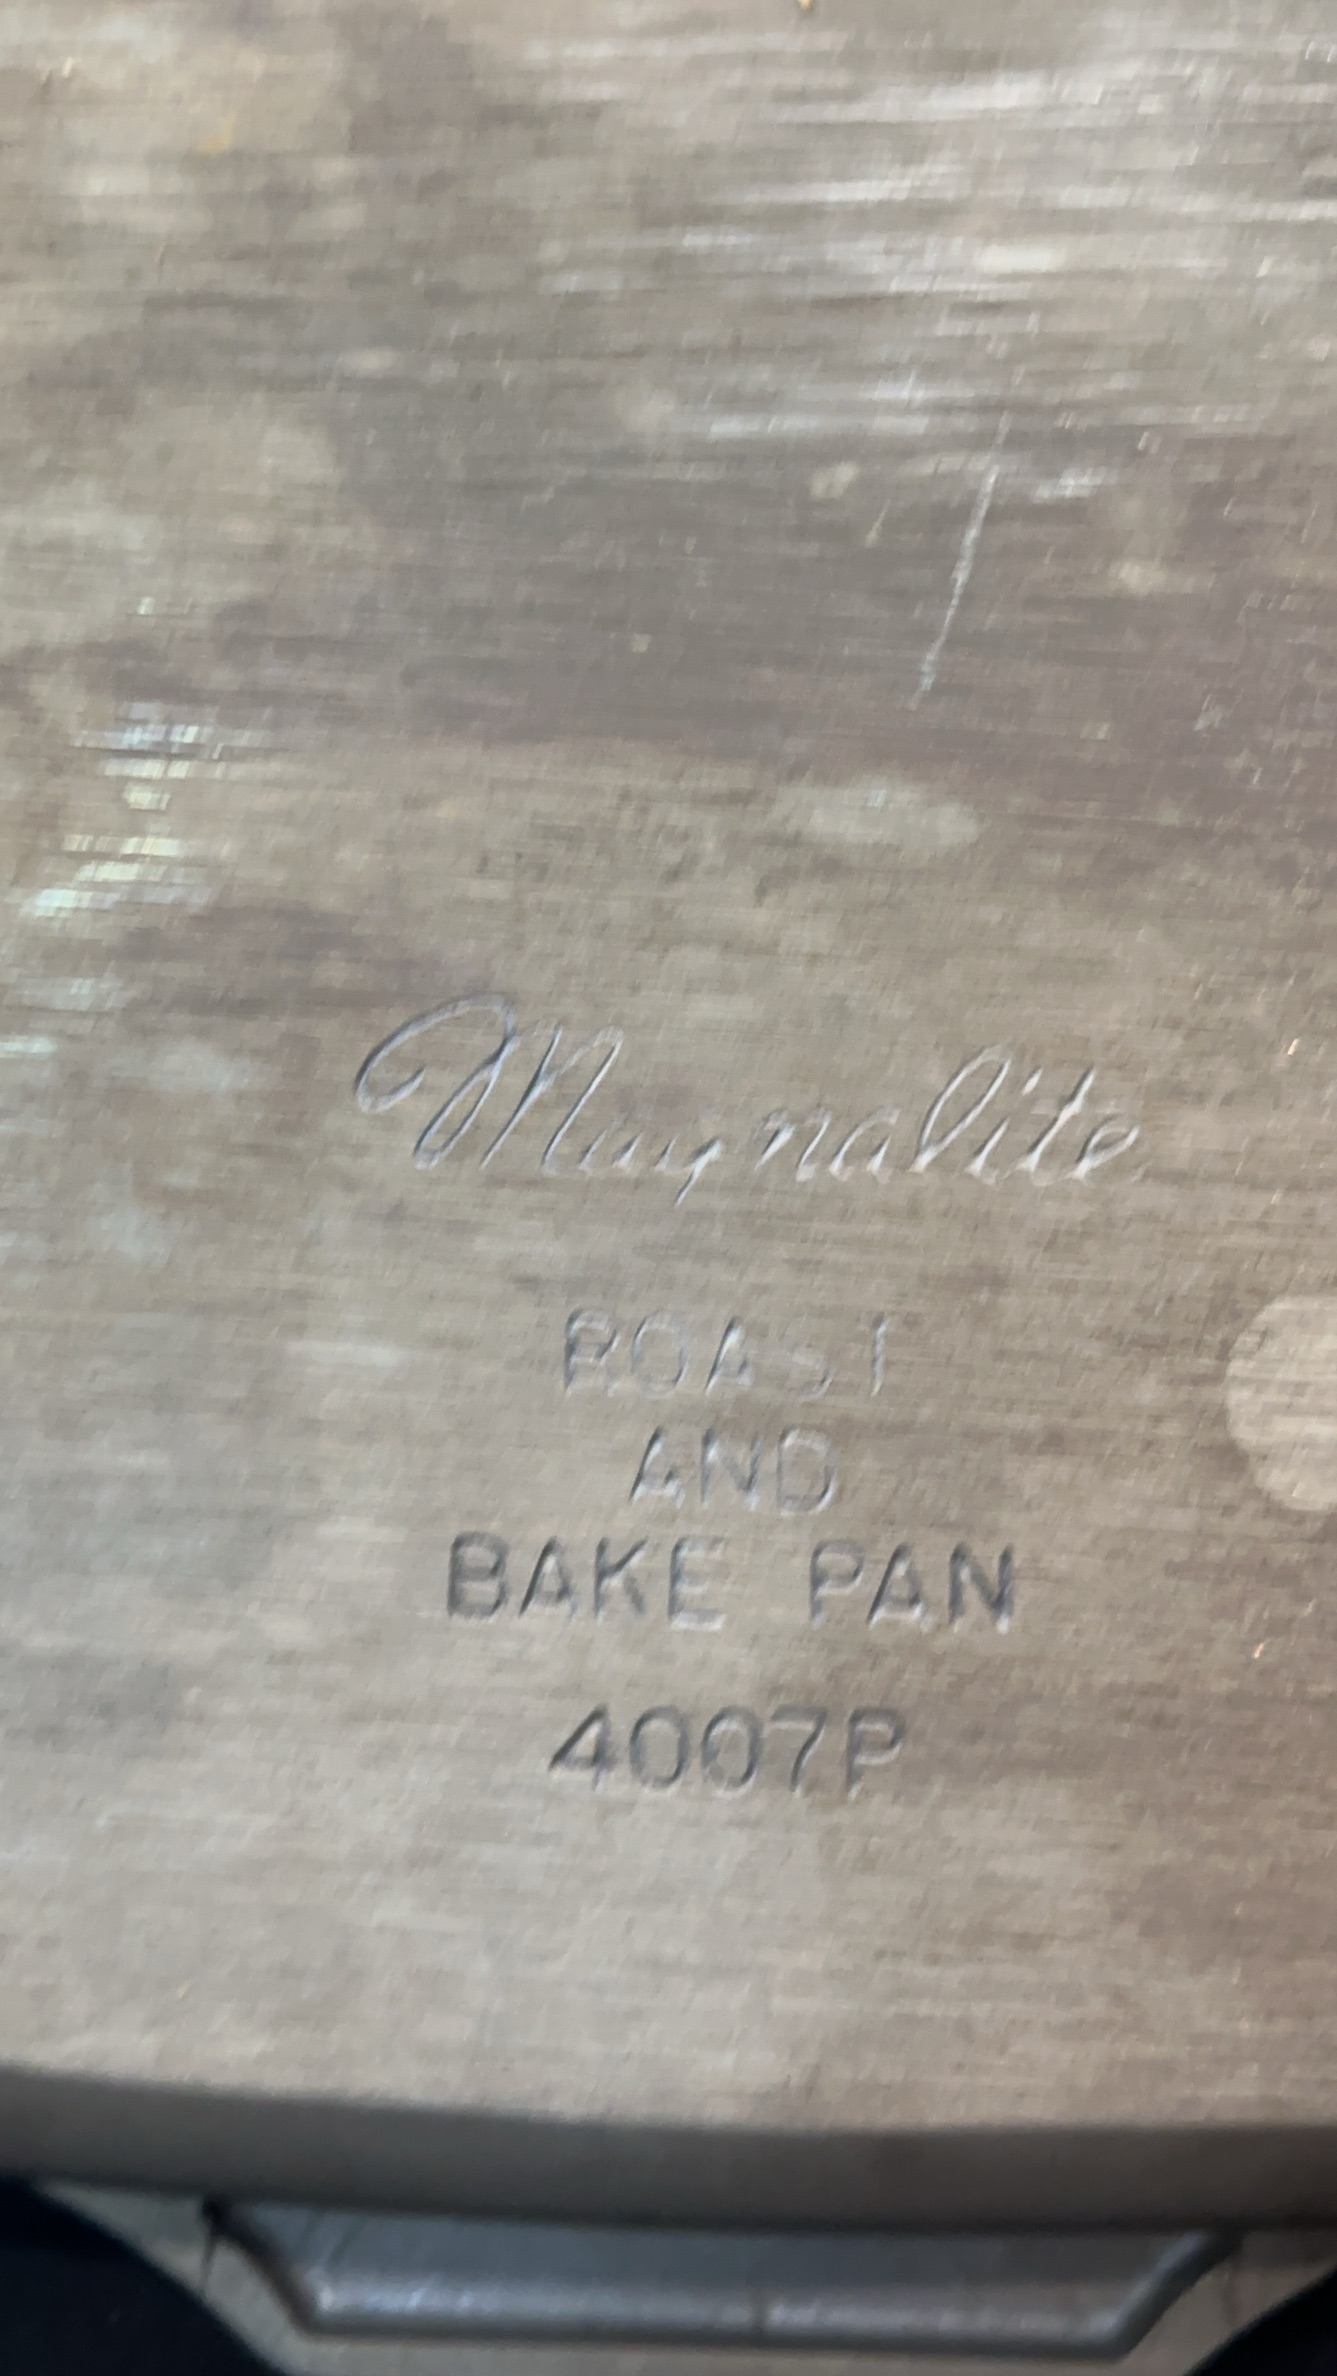 Magnalite
ROAST
AND
BAKE PAN
4007P